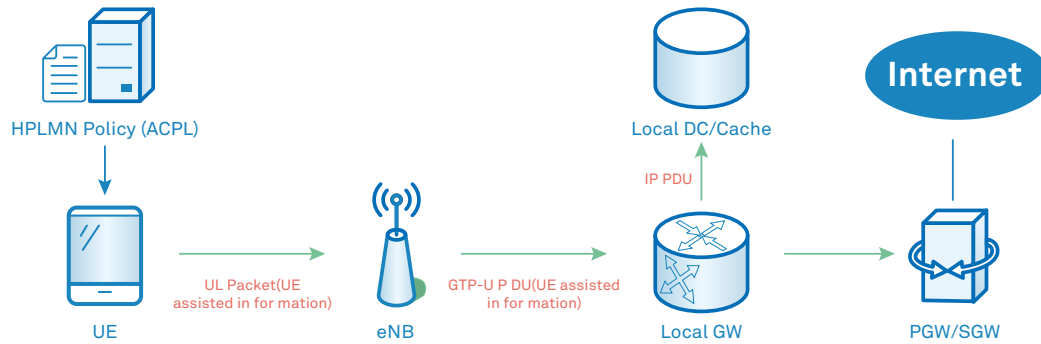 Internet
HPLMN Policy (ACPL)
Local DC/Cache
IP PDU
UL Packet(UE
assisted in for mation)
GTP-U P DU(UE assisted
in for mation)
UE
eNB
Local GW
PGW/SGW